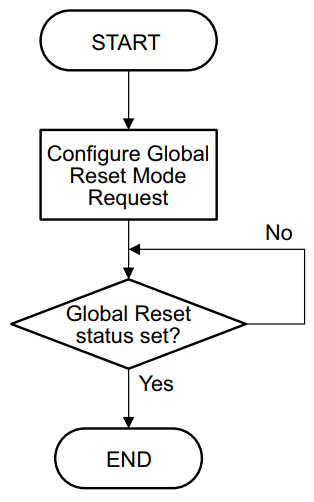 START
Configure Global
Reset Mode
Request
No
Global Reset
status set?
Yes
END